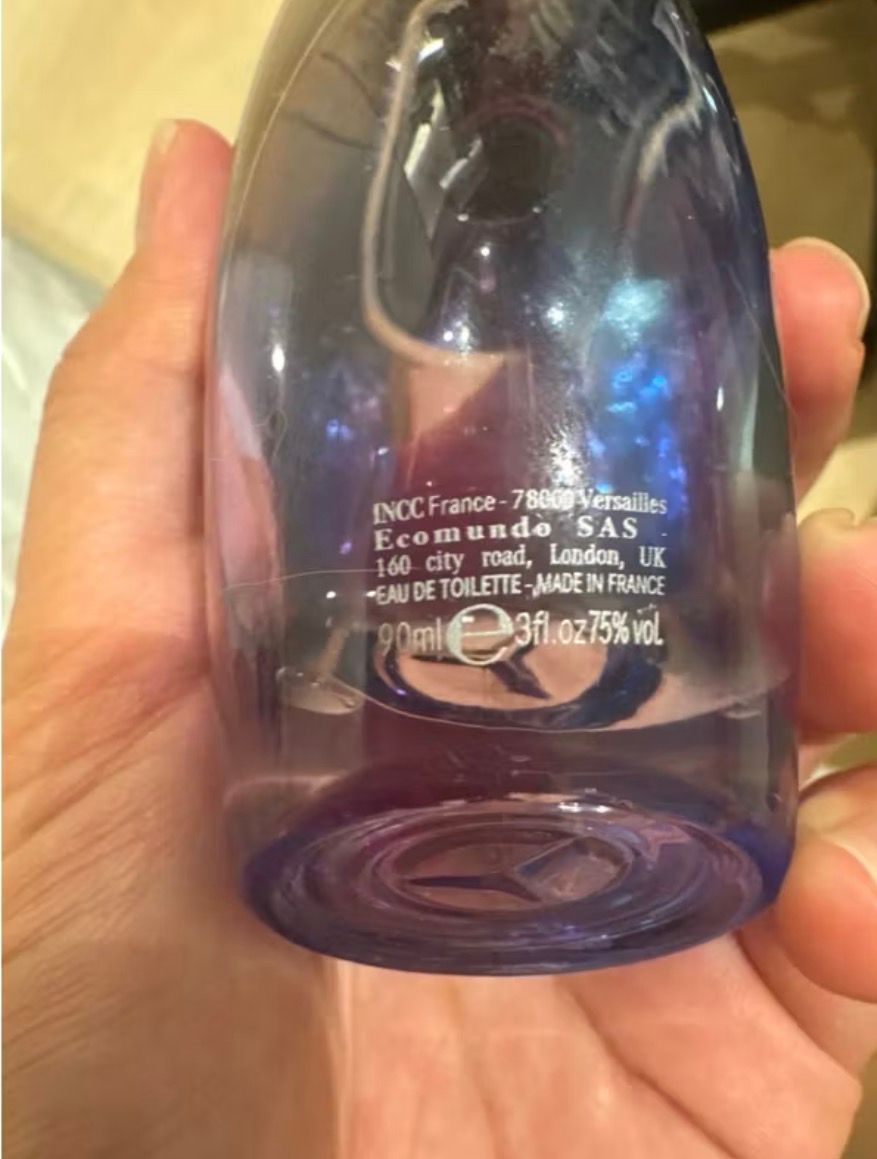 INCC France - 78000 Versailles
Ecomundo SAS
160 city road, London, UK
EAU DE TOILETTE - MADE IN FRANCE
90ml e 3fl.oz 75% vol.